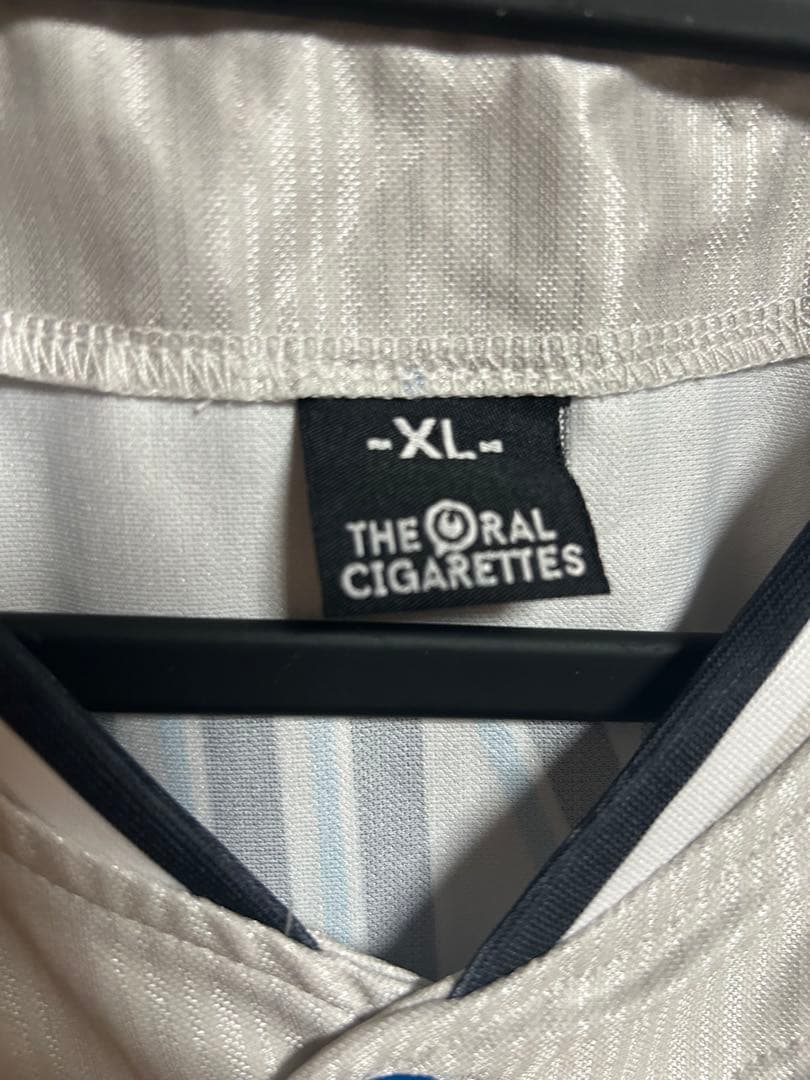 -XL-
THE ORAL
CIGARETTES